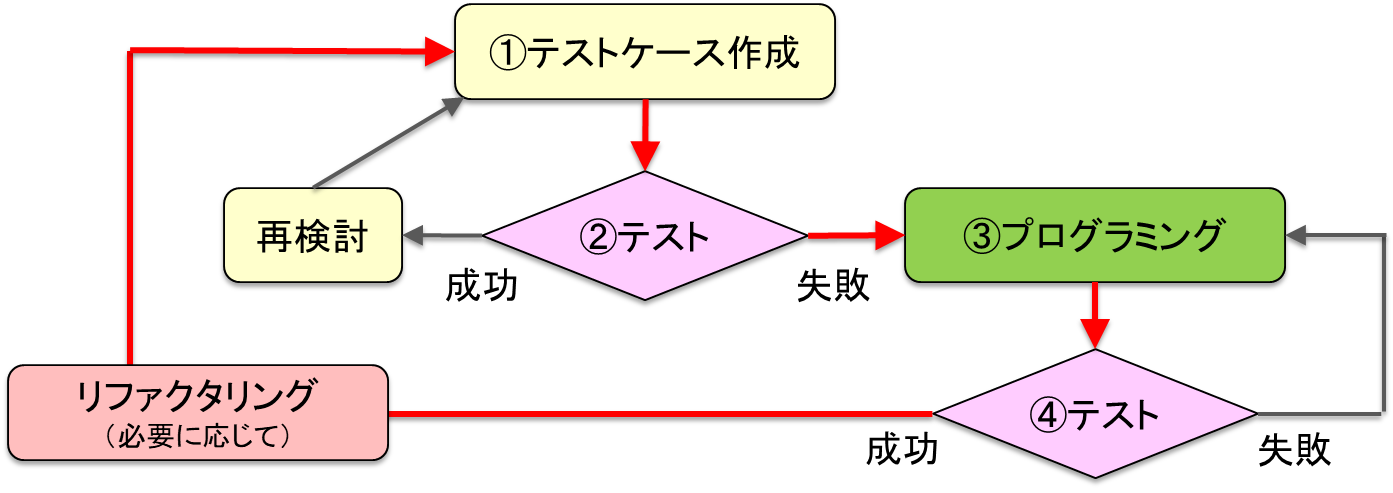 ①テストケース作成
再検討
②テスト
③プログラミング
成功
失敗
リファクタリング
（必要に応じて）
④テスト
成功
失敗